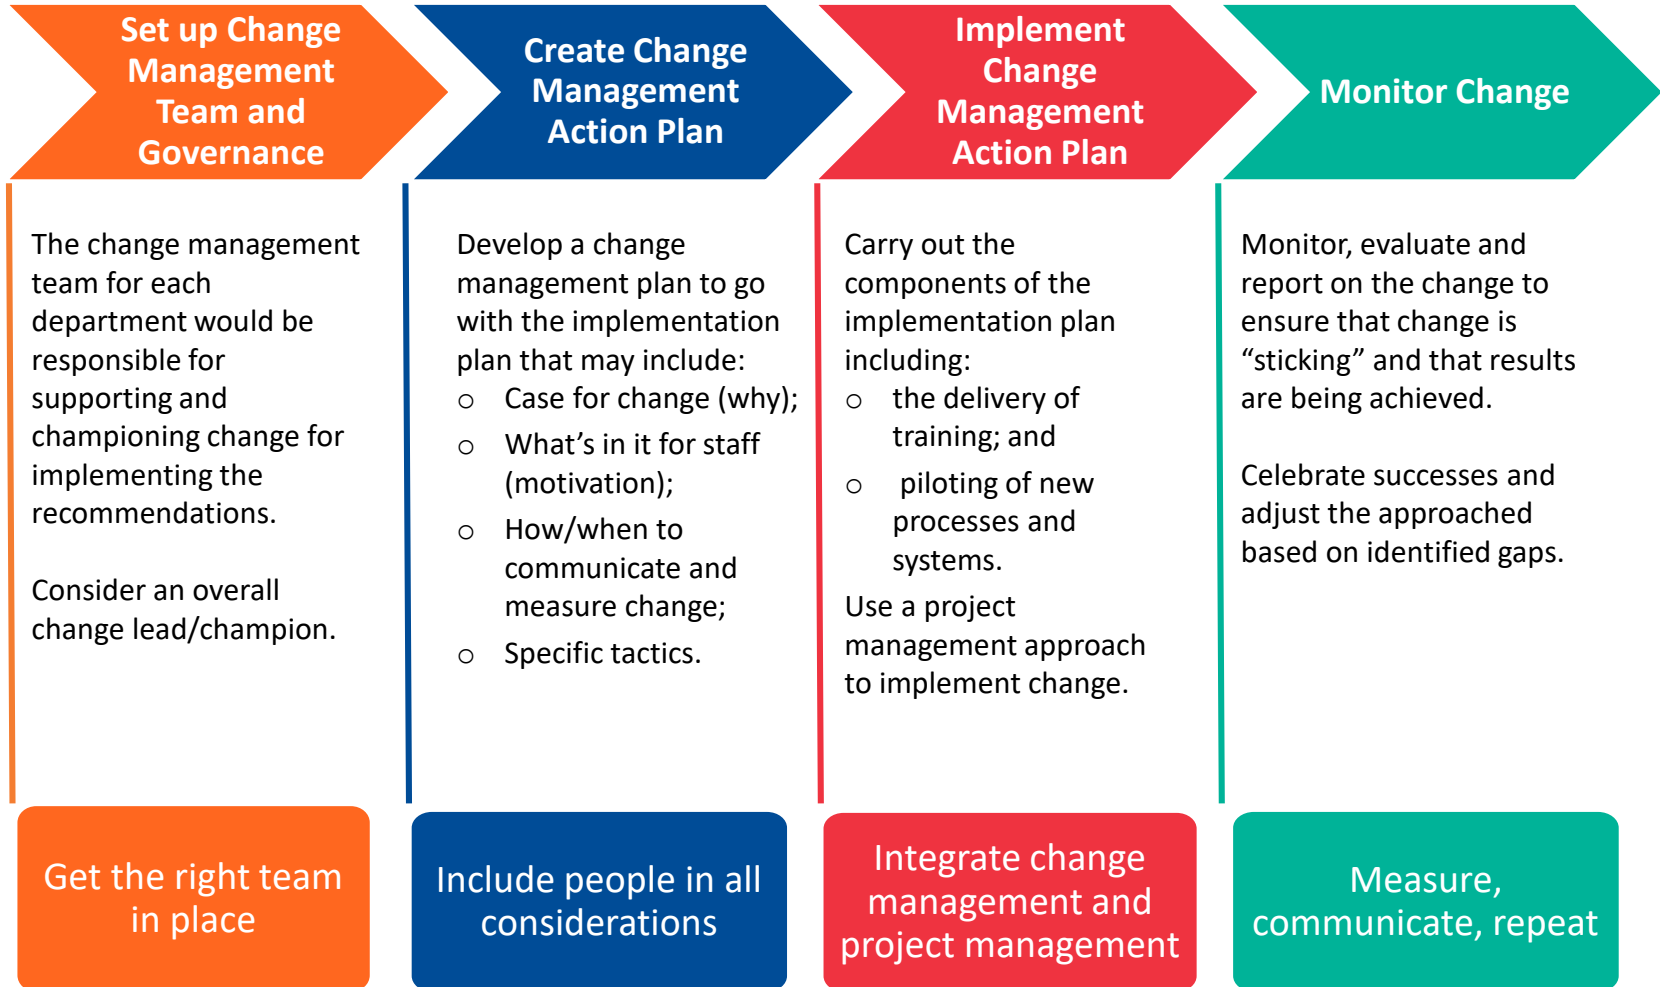 Set up Change
Management
Team and
Governance
The change management
team for each
department would be
responsible for
supporting and
championing change for
implementing the
recommendations.
Consider an overall
change lead/champion.
Get the right team
in place
Create Change
Management
Action Plan
Develop a change
management plan to go
with the implementation
plan that may include:
o Case for change (why);
o What’s in it for staff
(motivation);
o How/when to
communicate and
measure change;
o Specific tactics.
Include people in all
considerations
Implement
Change
Management
Action Plan
Carry out the
components of the
implementation plan
including:
o the delivery of
training; and
o piloting of new
processes and
systems.
Use a project
management approach
to implement change.
Integrate change
management and
project management
Monitor Change
Monitor, evaluate and
report on the change to
ensure that change is
“sticking” and that results
are being achieved.
Celebrate successes and
adjust the approached
based on identified gaps.
Measure,
communicate, repeat